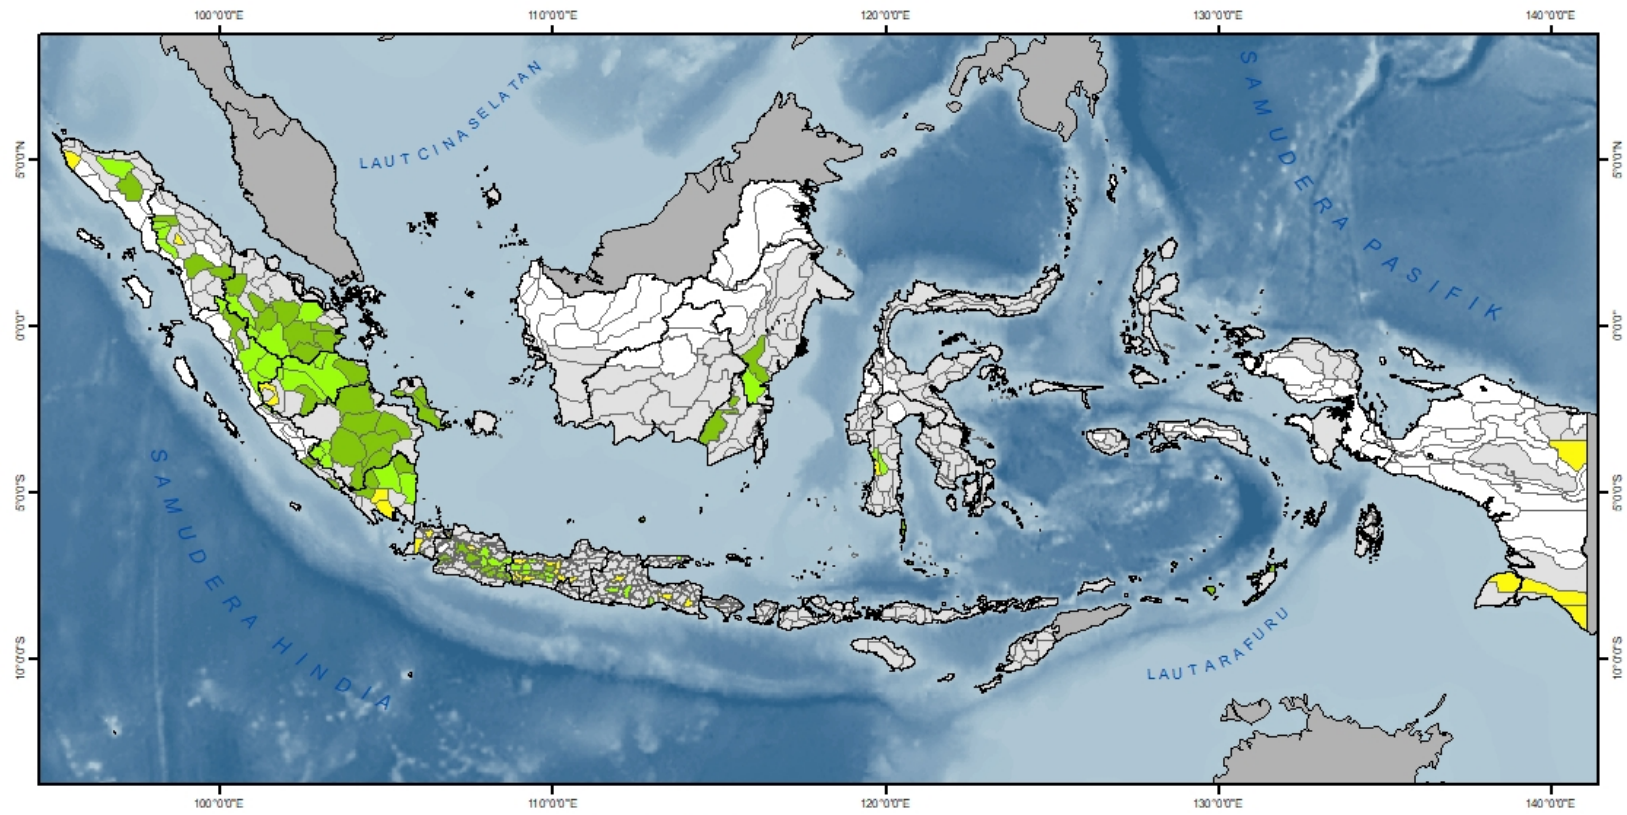 100°0'0"E 110°0'0"E 120°0'0"E 130°0'0"E 140°0'0"E
5°0'0"N
0°0'0"
5°0'0"S
10°0'0"S
LAUT CINA SELATAN
SAMUDERA PASIFIK
SAMUDERA HINDIA
LAUT ARAFURU
5°0'0"N
0°0'0"
5°0'0"S
10°0'0"S
100°0'0"E 110°0'0"E 120°0'0"E 130°0'0"E 140°0'0"E